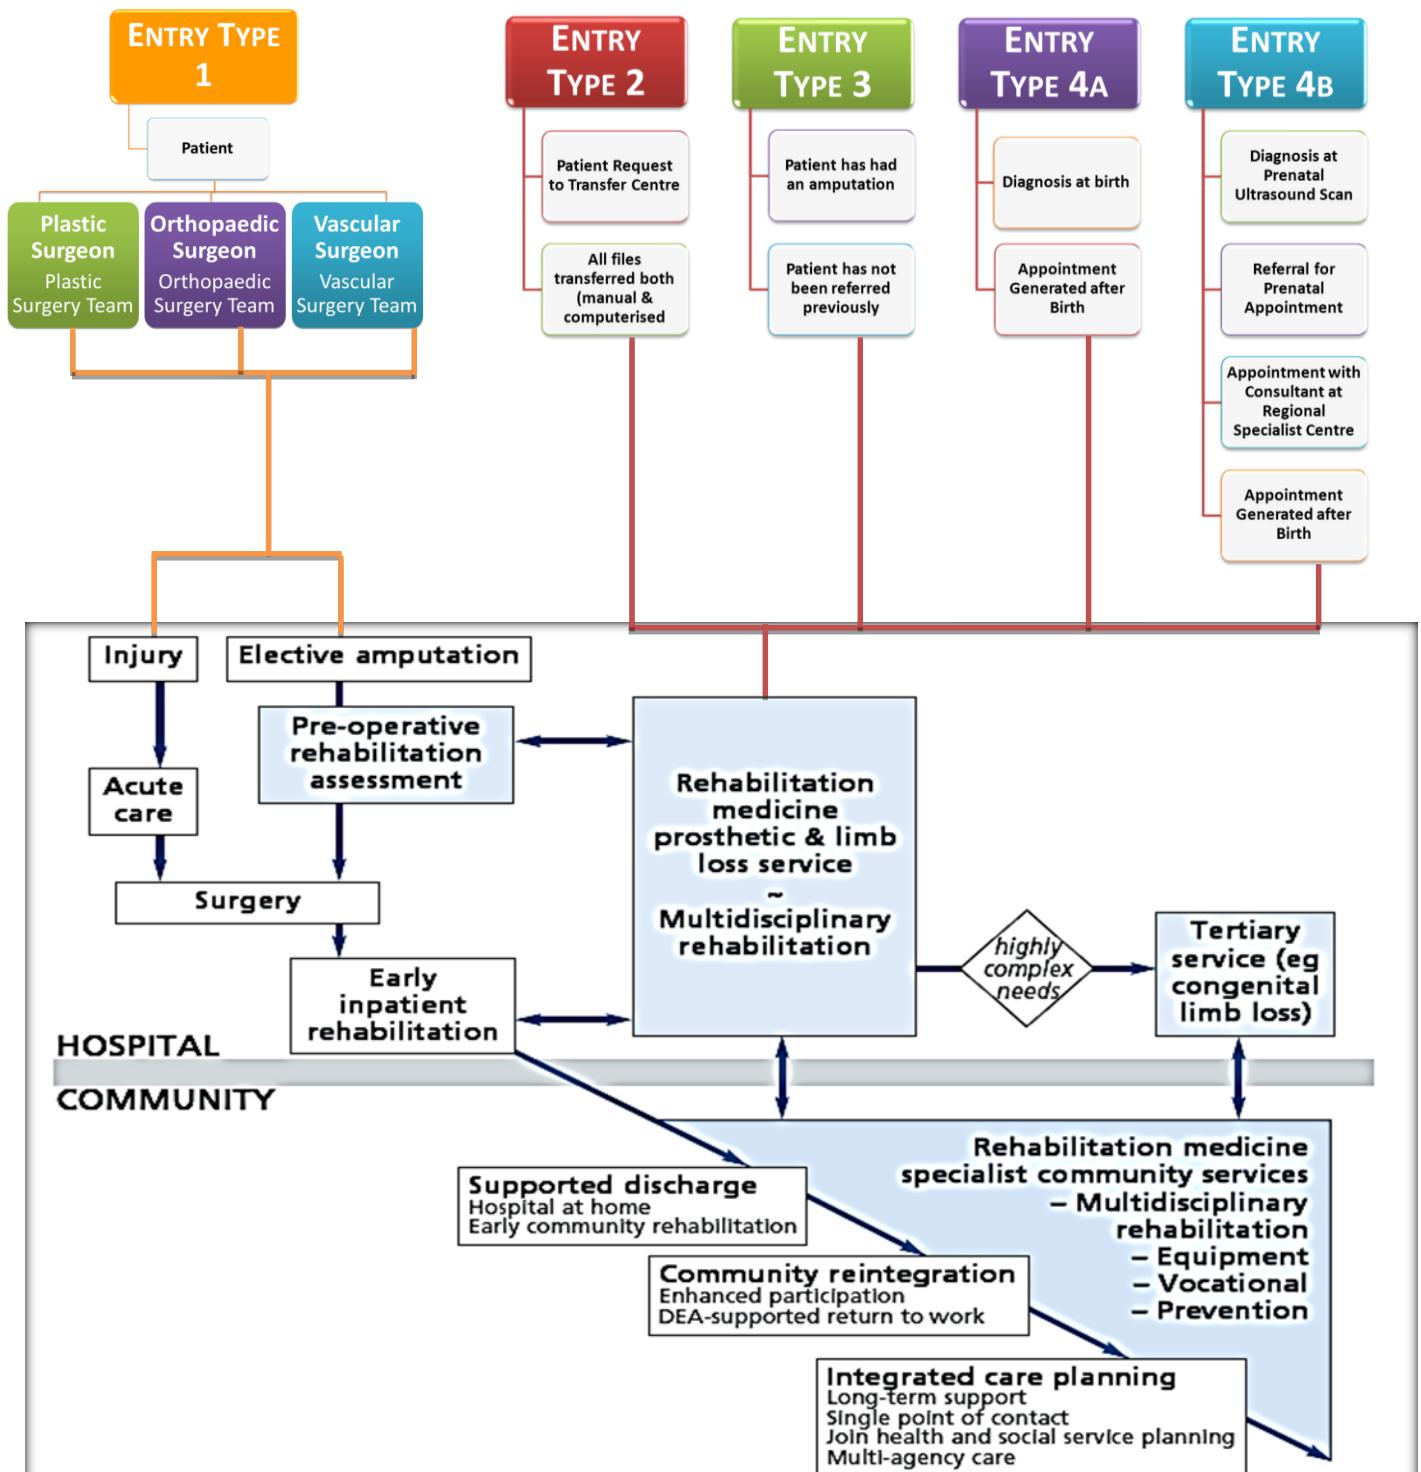 ENTRY TYPE
1
Patient
Plastic
Surgeon
Plastic
Surgery Team
Orthopaedic
Surgeon
Orthopaedic
Surgery Team
Vascular
Surgeon
Vascular
Surgery Team
ENTRY
TYPE 2
Patient Request
to Transfer Centre
All files
transferred both
(manual &
computerised
ENTRY
TYPE 3
Patient has had
an amputation
Patient has not
been referred
previously
ENTRY
TYPE 4A
Diagnosis at birth
Appointment
Generated after
Birth
ENTRY
TYPE 4B
Diagnosis at
Prenatal
Ultrasound Scan
Referral for
Prenatal
Appointment
Appointment with
Consultant at
Regional
Specialist Centre
Appointment
Generated after
Birth
Injury
Elective amputation
Pre-operative
rehabilitation
assessment
Acute
care
Surgery
Early
inpatient
rehabilitation
Rehabilitation
medicine
prosthetic & limb
loss service
~
Multidisciplinary
rehabilitation
highly
complex
needs
Tertiary
service (eg
congenital
limb loss)
HOSPITAL
COMMUNITY
Rehabilitation medicine
specialist community services
– Multidisciplinary
rehabilitation
– Equipment
– Vocational
– Prevention
Supported discharge
Hospital at home
Early community rehabilitation
Community reintegration
Enhanced participation
DEA-supported return to work
Integrated care planning
Long-term support
Single point of contact
Join health and social service planning
Multi-agency care